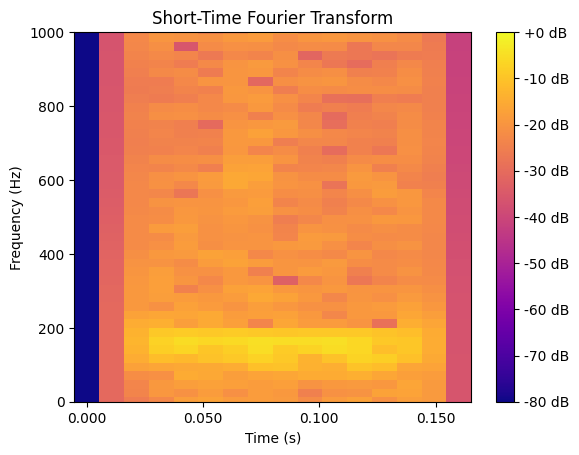 Short-Time Fourier Transform
1000
800
600
400
200
0
Frequency (Hz)
0.000
0.050
0.100
0.150
Time (s)
+0 dB
-10 dB
-20 dB
-30 dB
-40 dB
-50 dB
-60 dB
-70 dB
-80 dB